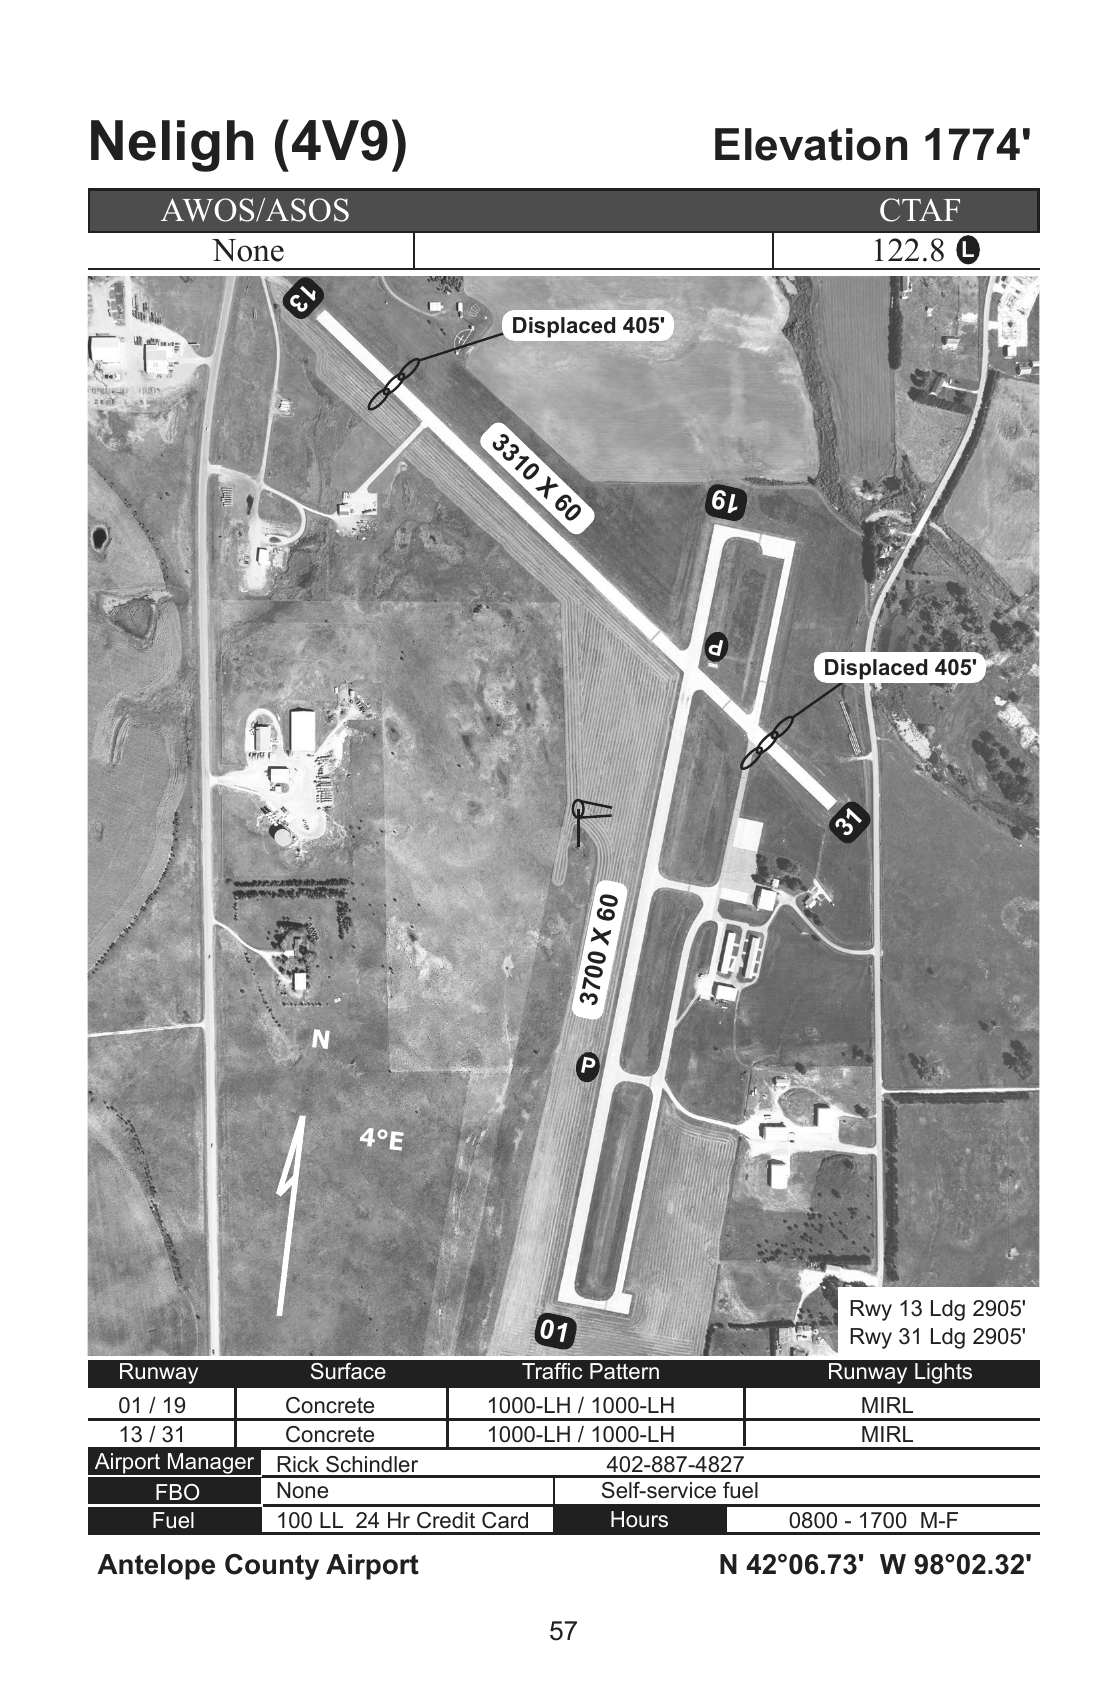 Neligh (4V9) Elevation 1774'
AWOS/ASOS CTAF
None 122.8 L
13
Displaced 405'
3310 X 60
19
P
Displaced 405'
31
3700 X 60
N
P
4°E
01
Rwy 13 Ldg 2905'
Rwy 31 Ldg 2905'
Runway Surface Traffic Pattern Runway Lights
01 / 19 Concrete 1000-LH / 1000-LH MIRL
13 / 31 Concrete 1000-LH / 1000-LH MIRL
Airport Manager Rick Schindler 402-887-4827
FBO None Self-service fuel
Fuel 100 LL 24 Hr Credit Card Hours 0800 - 1700 M-F
Antelope County Airport N 42°06.73' W 98°02.32'
57